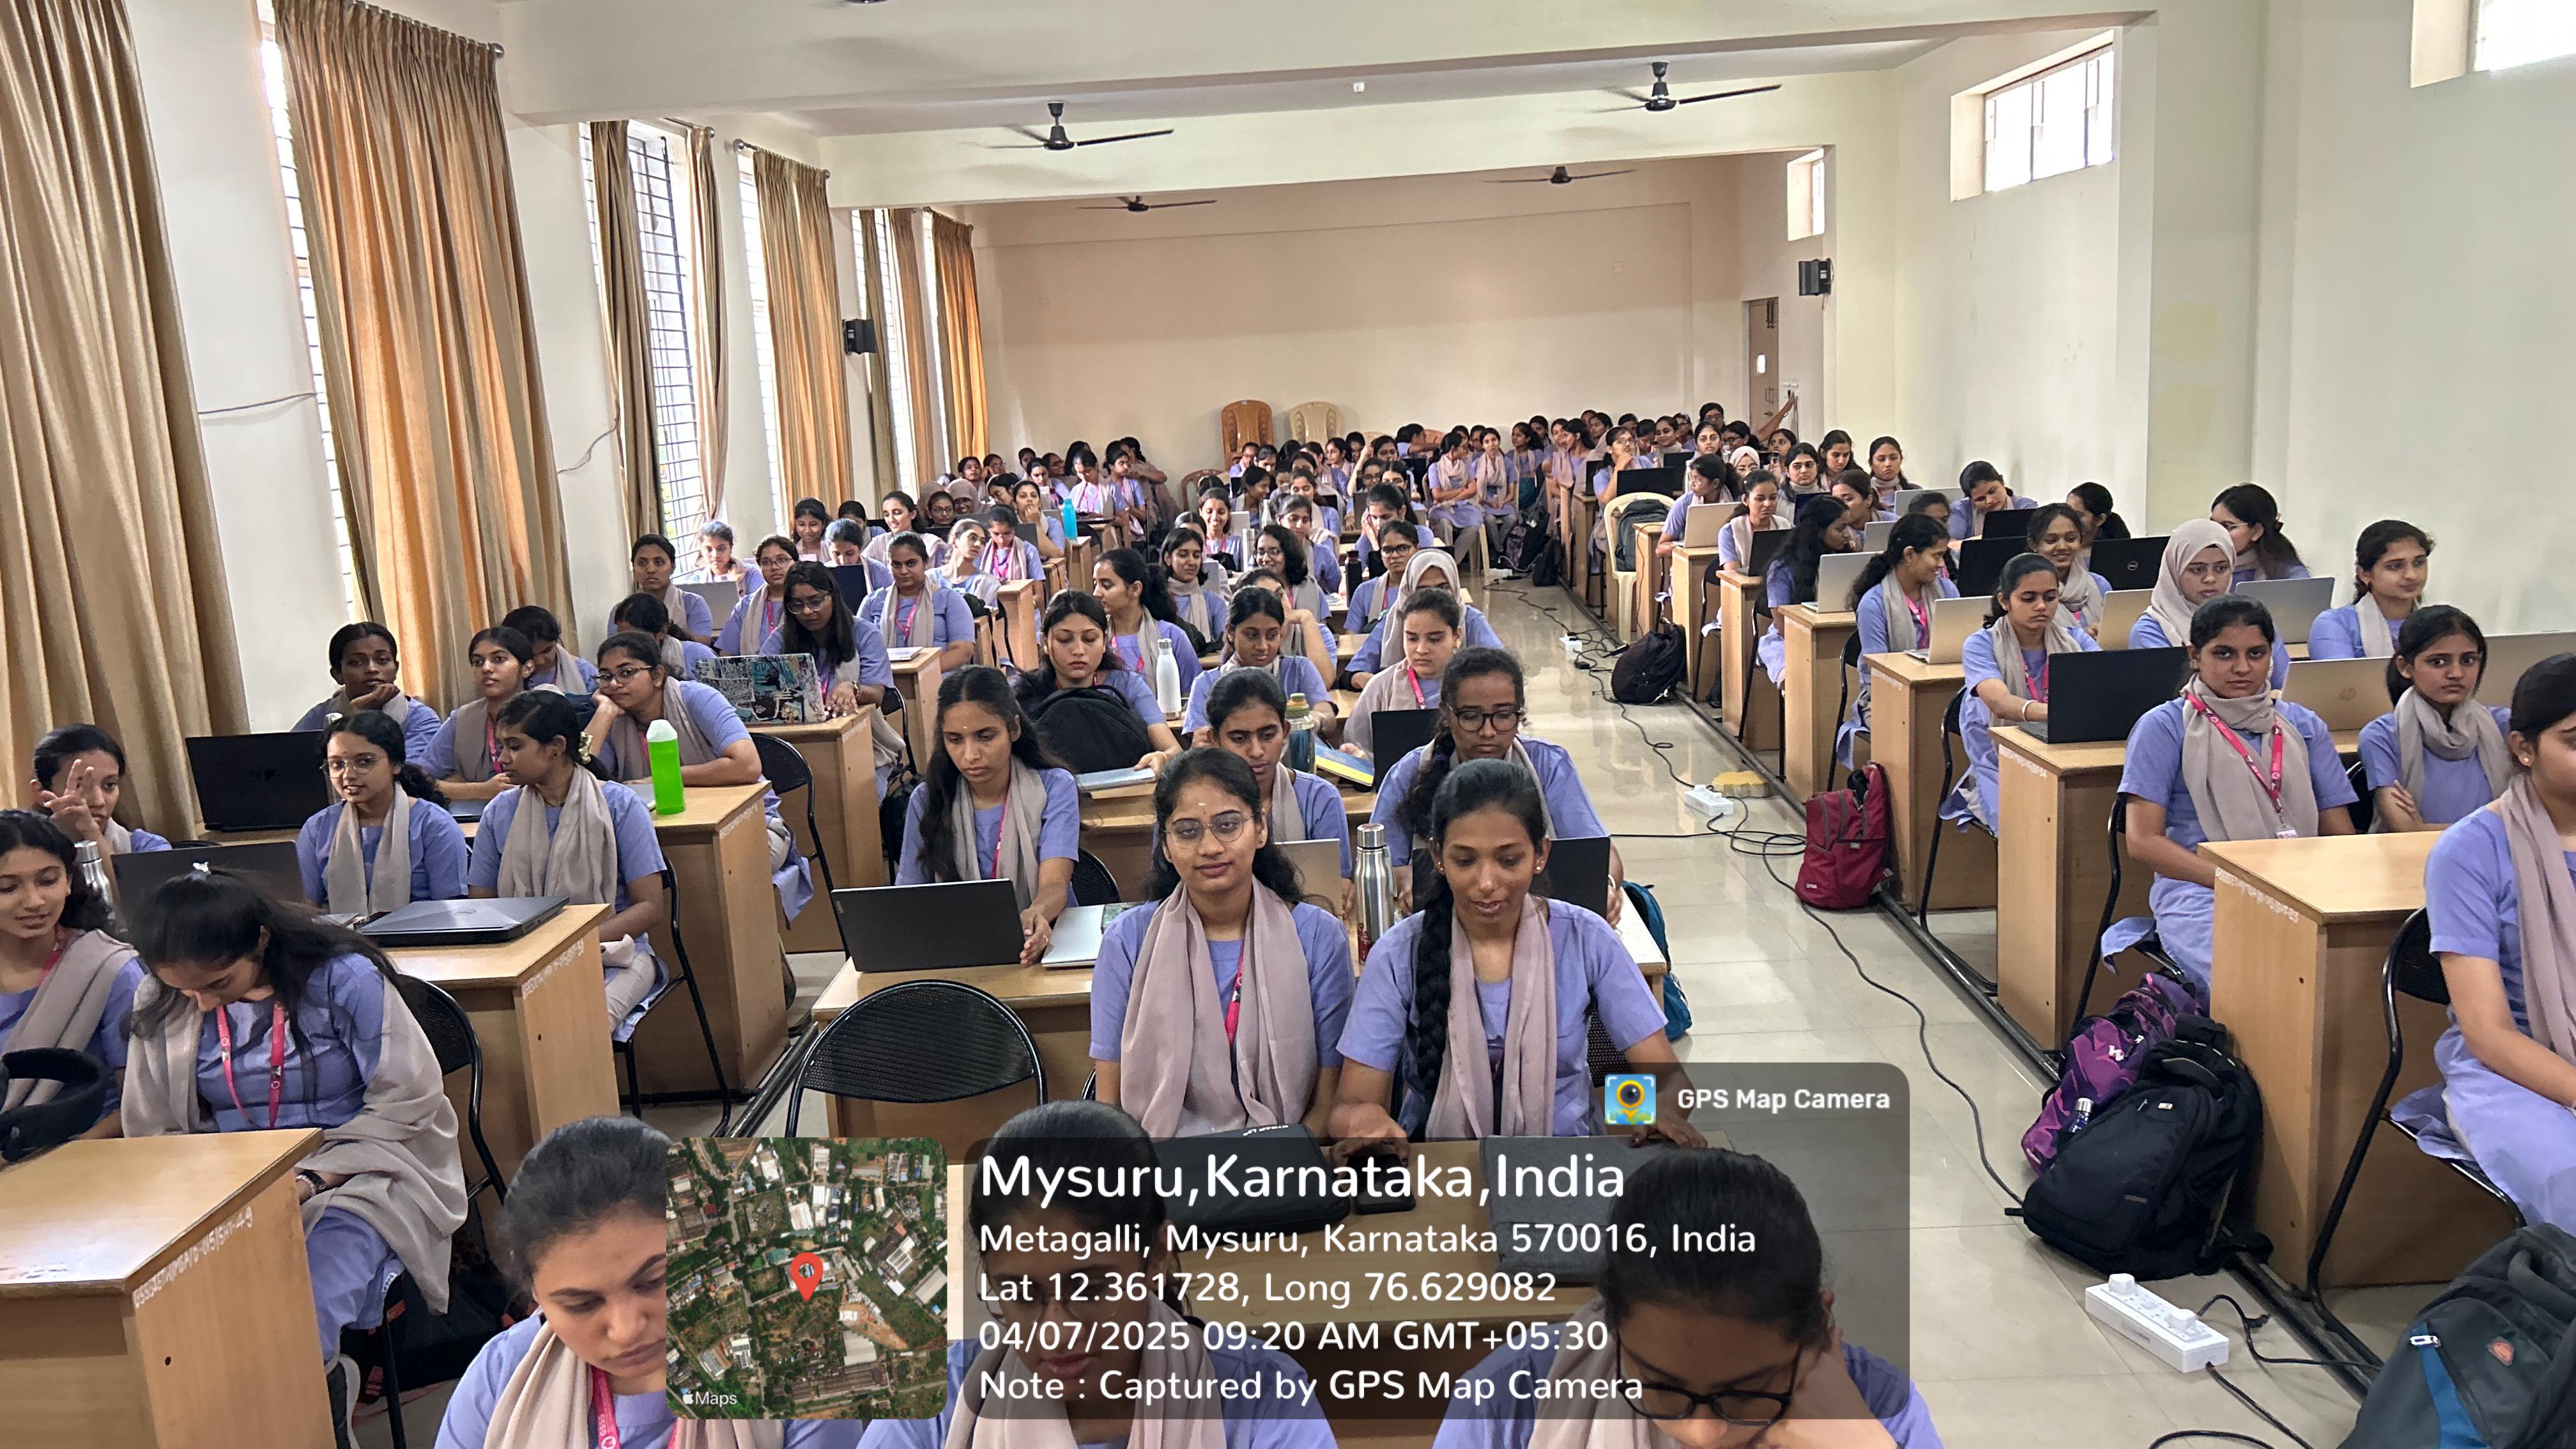 GPS Map Camera
Mysuru,Karnataka,India
Metagalli, Mysuru, Karnataka 570016, India
Lat 12.361728, Long 76.629082
04/07/2025 09:20 AM GMT+05:30
Note : Captured by GPS Map Camera
Maps